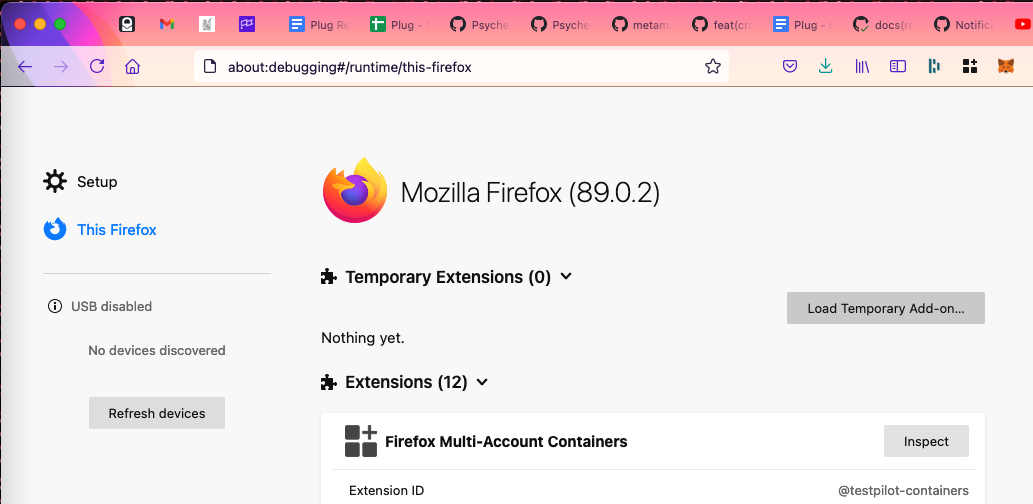 Plug Re
Plug -
Psyche
Psyche
metam
feat(cro
Plug -
docs(re
Notifica
about:debugging#/runtime/this-firefox
Setup
This Firefox
USB disabled
No devices discovered
Refresh devices
Mozilla Firefox (89.0.2)
Temporary Extensions (0)
Load Temporary Add-on...
Nothing yet.
Extensions (12)
Firefox Multi-Account Containers
Inspect
Extension ID
@testpilot-containers